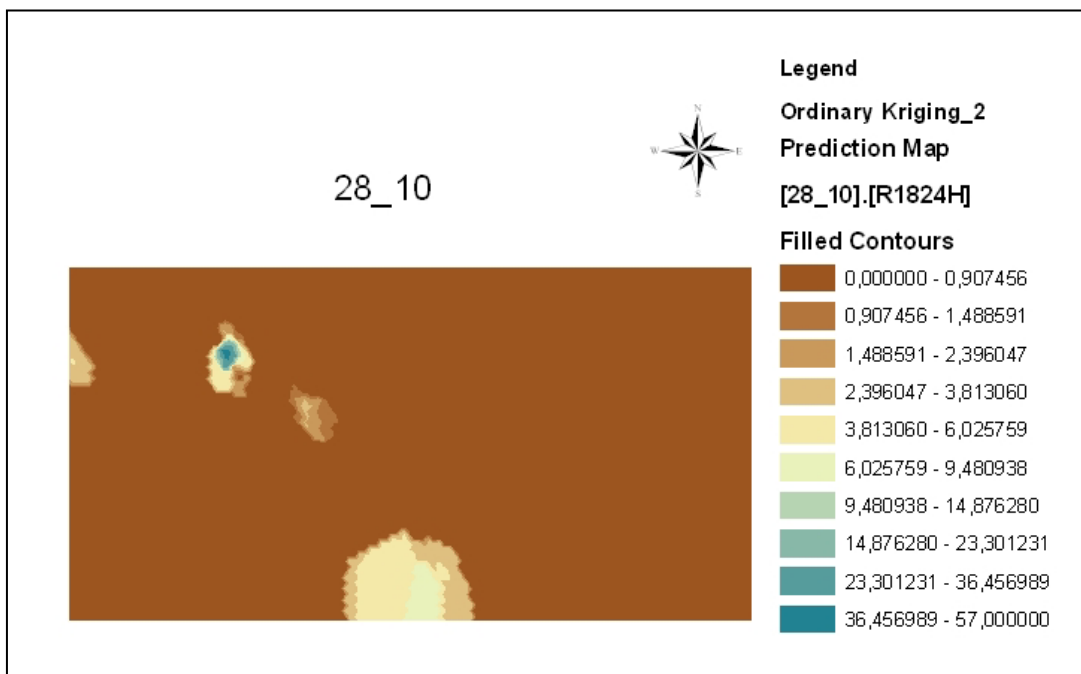 28_10
N
W
E
S
Legend
Ordinary Kriging_2
Prediction Map
[28_10].[R1824H]
Filled Contours
0,000000 - 0,907456
0,907456 - 1,488591
1,488591 - 2,396047
2,396047 - 3,813060
3,813060 - 6,025759
6,025759 - 9,480938
9,480938 - 14,876280
14,876280 - 23,301231
23,301231 - 36,456989
36,456989 - 57,000000